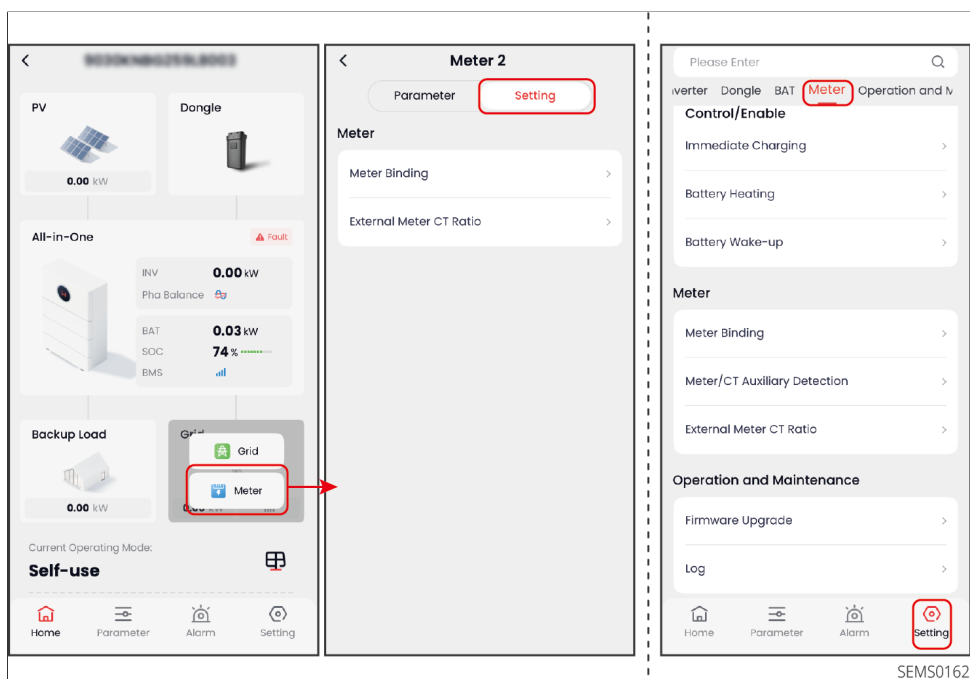 PV
Dongle
0.00 kW
All-in-One
Fault
INV 0.00 kW
Pha Balance
BAT 0.03 kW
SOC 74 %
BMS
Backup Load
Grid
Grid
Meter
0.00 kW
Current Operating Mode:
Self-use
Home Parameter Alarm Setting
Meter 2
Parameter Setting
Meter
Meter Binding
External Meter CT Ratio
Please Enter
Dongle BAT Meter Operation and M
Control/Enable
Immediate Charging
Battery Heating
Battery Wake-up
Meter
Meter Binding
Meter/CT Auxiliary Detection
External Meter CT Ratio
Operation and Maintenance
Firmware Upgrade
Log
Home Parameter Alarm Setting
SEMS0162